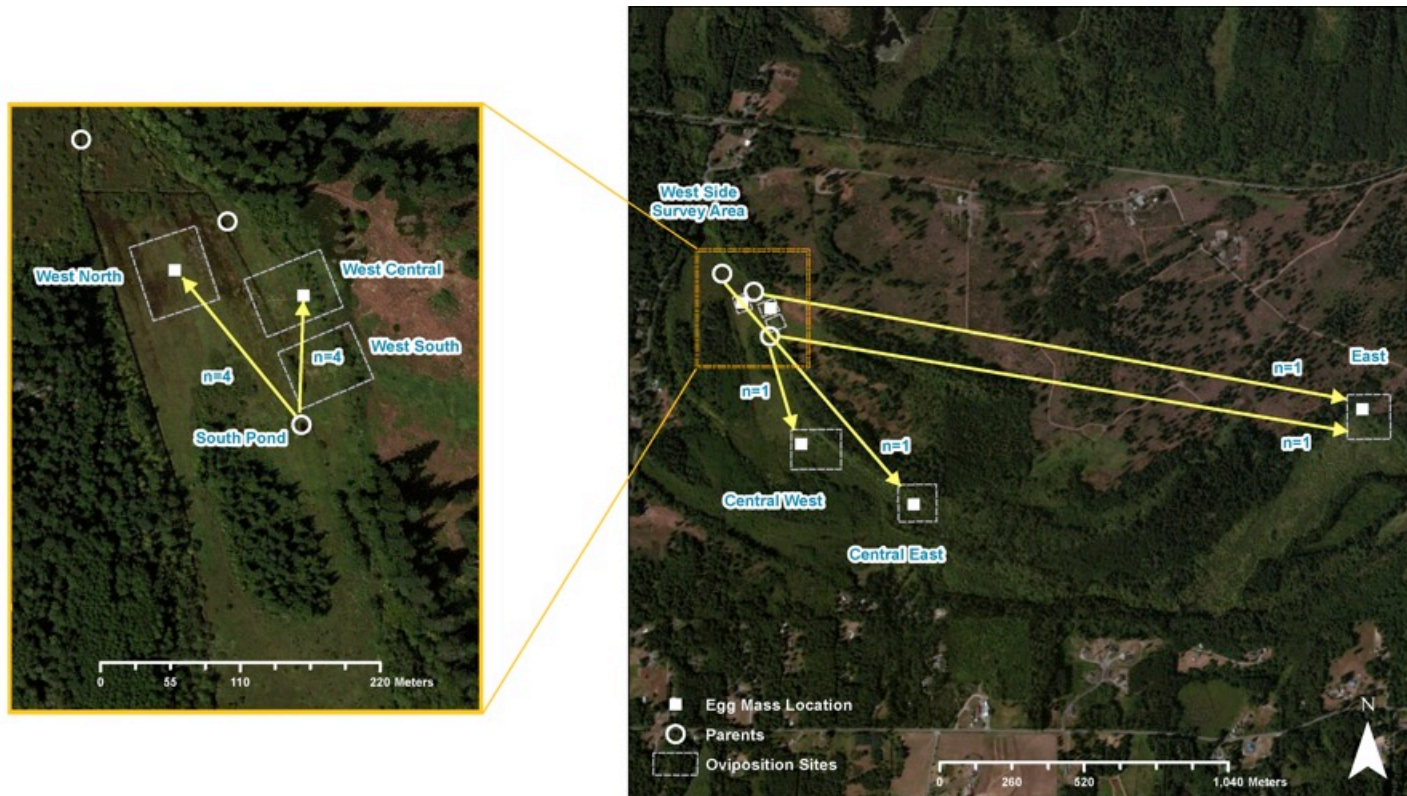 West North
West Central
West South
n=4
n=4
South Pond
0 55 110 220 Meters
West Side
Survey Area
East
n=1
n=1
n=1
n=1
Central West
Central East
Egg Mass Location
Parents
Oviposition Sites
N
0 260 520 1,040 Meters